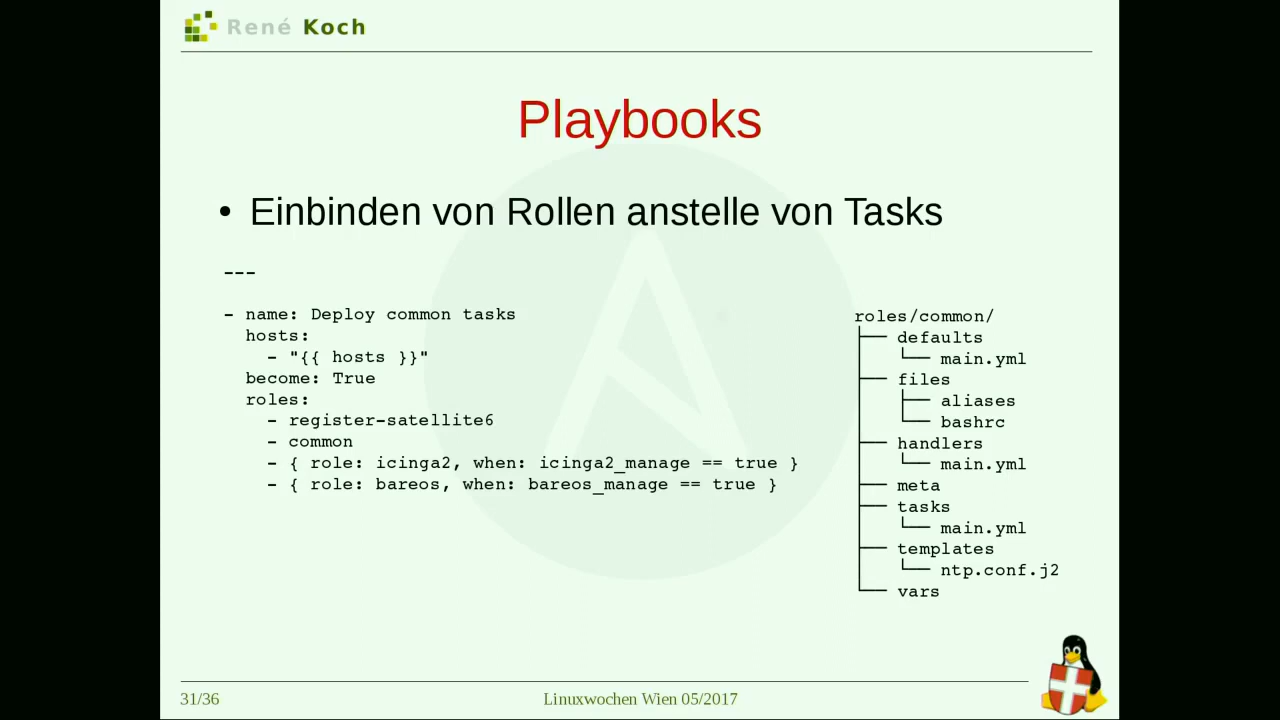 René Koch
Playbooks
• Einbinden von Rollen anstelle von Tasks
---
- name: Deploy common tasks
  hosts:
    - "{{ hosts }}"
  become: True
  roles:
    - register-satellite6
    - common
    - { role: icinga2, when: icinga2_manage == true }
    - { role: bareos, when: bareos_manage == true }
roles/common/
├── defaults
│   └── main.yml
├── files
│   ├── aliases
│   └── bashrc
├── handlers
│   └── main.yml
├── meta
├── tasks
│   └── main.yml
├── templates
│   └── ntp.conf.j2
└── vars
31/36
Linuxwochen Wien 05/2017